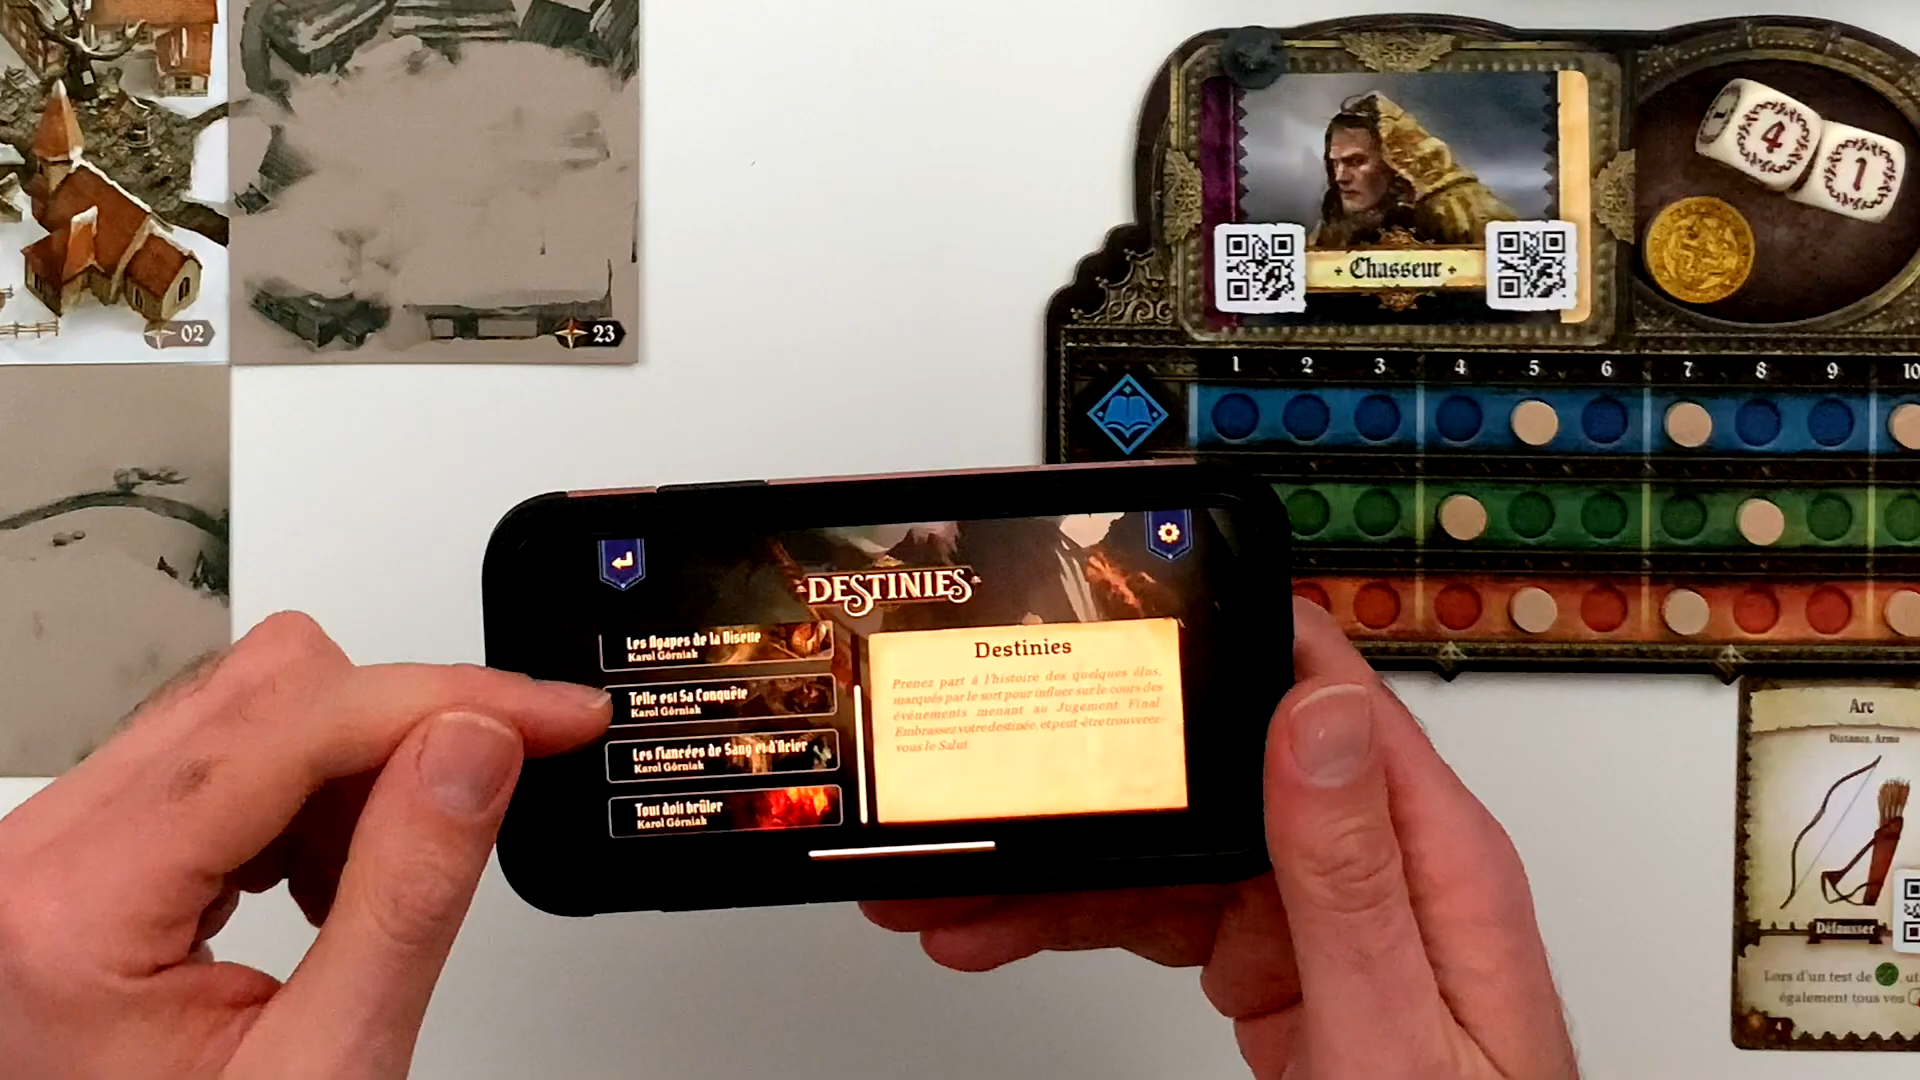 02
23
Chasseur
4
1
1 2 3 4 5 6 7 8 9 10
DESTINIES
Les Agapes de la Disette
Karol Górniak
Telle est Sa Conquête
Karol Górniak
Les Fiancées de Sang et d'Acier
Karol Górniak
Tout doit brûler
Karol Górniak
Destinies
Prenez part à l'histoire des quelques élus,
marqués par le sort pour influer sur le cours des
événements menant au Jugement Final.
Embrassez votre destinée, et peut-être trouverez-
vous le Salut.
Arc
Distance, Arme
Défausser
Lors d'un test de
également tous vos
4